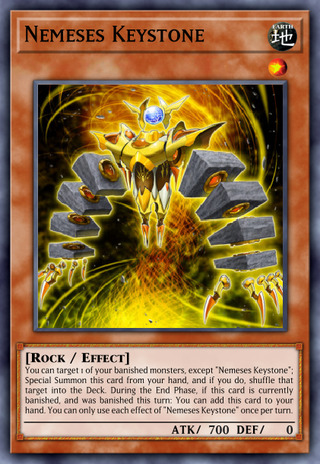 Nemeses Keystone
EARTH
地
[Rock / Effect]
You can target 1 of your banished monsters, except "Nemeses Keystone";
Special Summon this card from your hand, and if you do, shuffle that
target into the Deck. During the End Phase, if this card is currently
banished, and was banished this turn: You can add this card to your
hand. You can only use each effect of "Nemeses Keystone" once per turn.
ATK/ 700 DEF/ 0